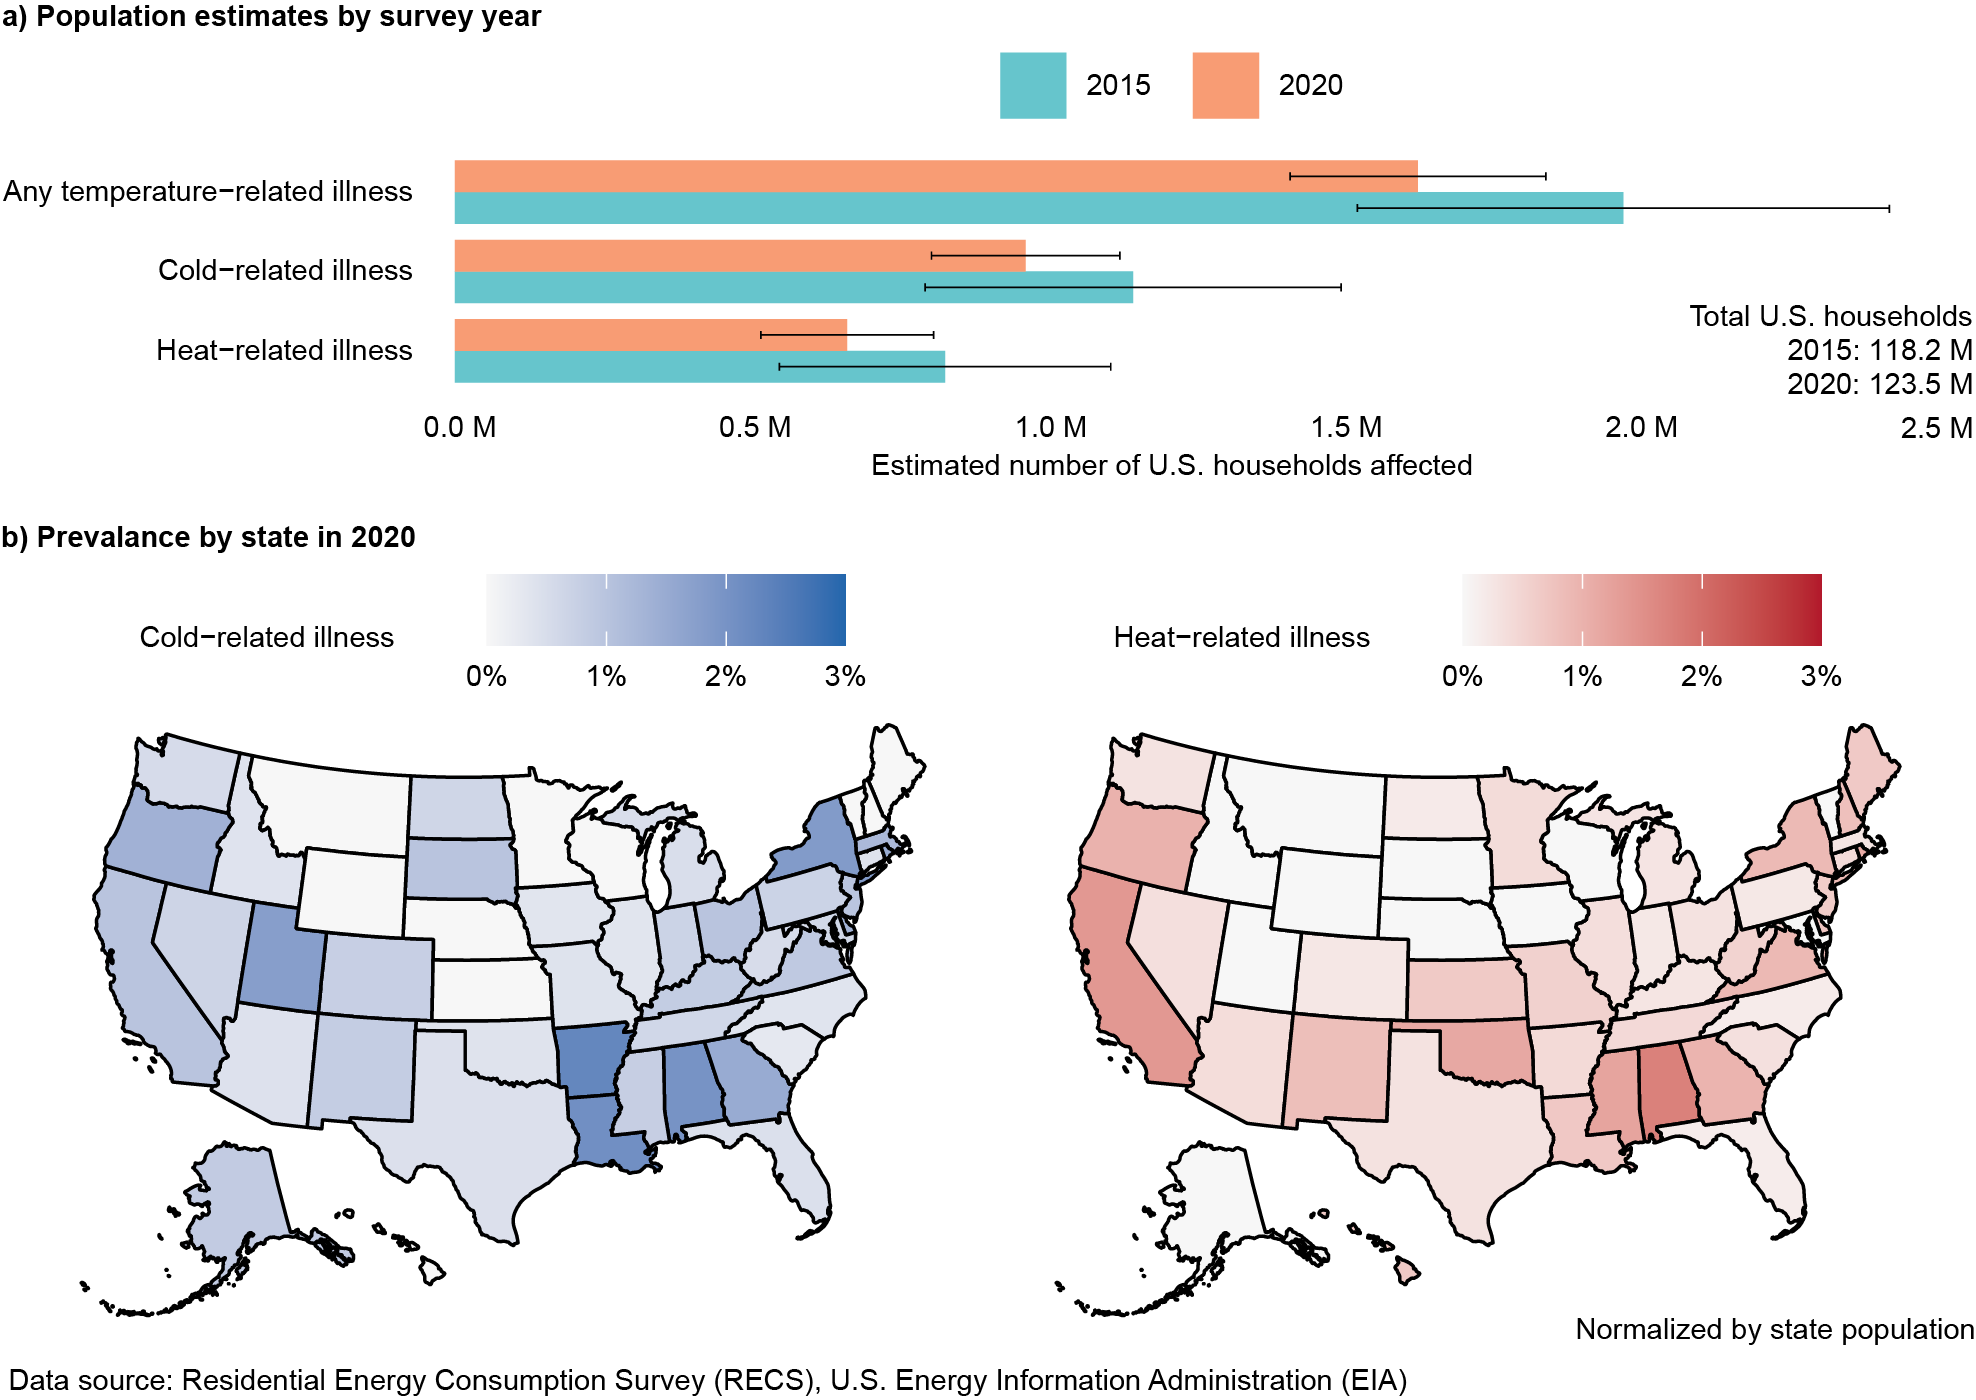 a) Population estimates by survey year
2015
2020
Any temperature−related illness
Cold−related illness
Heat−related illness
Total U.S. households
2015: 118.2 M
2020: 123.5 M
0.0 M
0.5 M
1.0 M
1.5 M
2.0 M
2.5 M
Estimated number of U.S. households affected
b) Prevalance by state in 2020
Cold−related illness
0%
1%
2%
3%
Heat−related illness
0%
1%
2%
3%
Normalized by state population
Data source: Residential Energy Consumption Survey (RECS), U.S. Energy Information Administration (EIA)